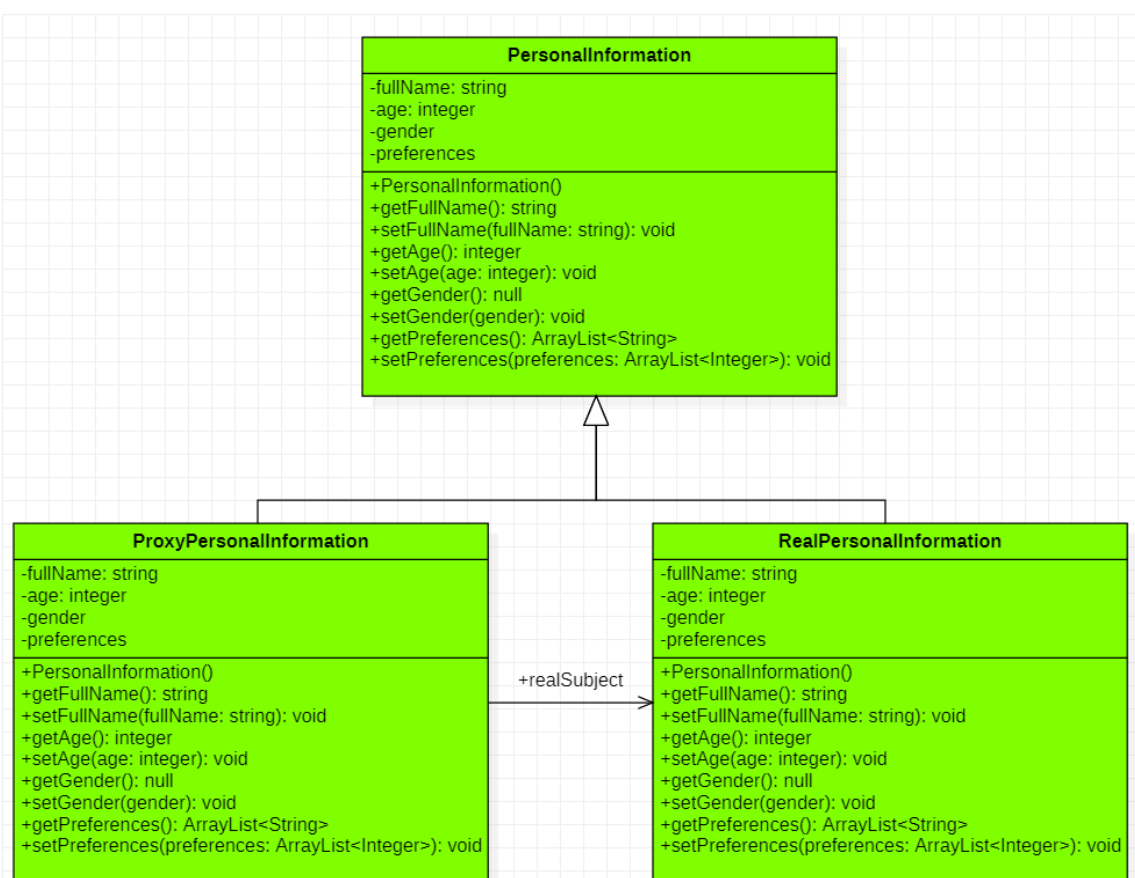 PersonalInformation
-fullName: string
-age: integer
-gender
-preferences
+PersonalInformation()
+getFullName(): string
+setFullName(fullName: string): void
+getAge(): integer
+setAge(age: integer): void
+getGender(): null
+setGender(gender): void
+getPreferences(): ArrayList<String>
+setPreferences(preferences: ArrayList<Integer>): void
ProxyPersonalInformation
-fullName: string
-age: integer
-gender
-preferences
+PersonalInformation()
+getFullName(): string
+setFullName(fullName: string): void
+getAge(): integer
+setAge(age: integer): void
+getGender(): null
+setGender(gender): void
+getPreferences(): ArrayList<String>
+setPreferences(preferences: ArrayList<Integer>): void
+realSubject
RealPersonalInformation
-fullName: string
-age: integer
-gender
-preferences
+PersonalInformation()
+getFullName(): string
+setFullName(fullName: string): void
+getAge(): integer
+setAge(age: integer): void
+getGender(): null
+setGender(gender): void
+getPreferences(): ArrayList<String>
+setPreferences(preferences: ArrayList<Integer>): void